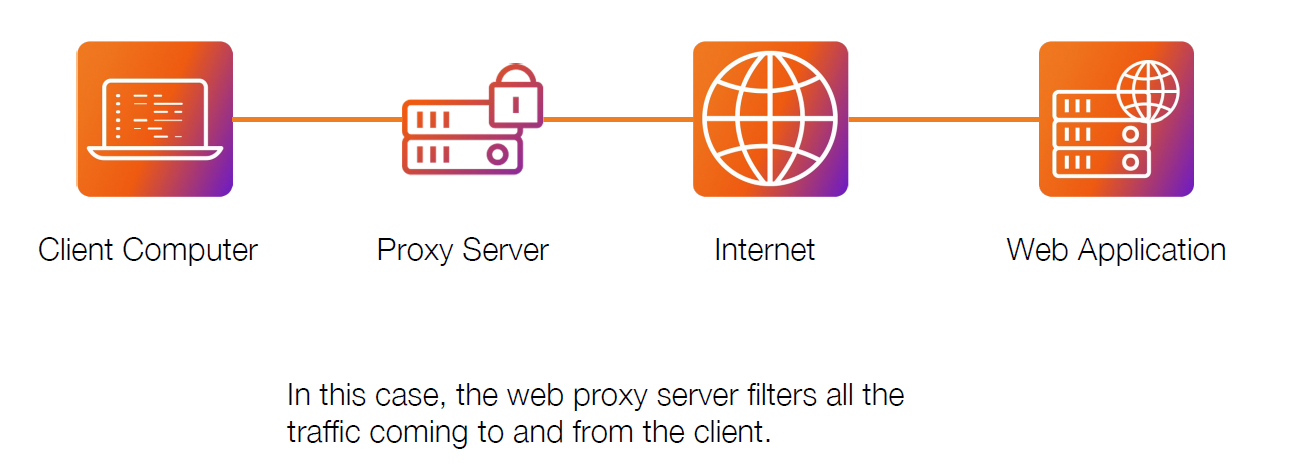 Client Computer
Proxy Server
Internet
Web Application
In this case, the web proxy server filters all the
traffic coming to and from the client.